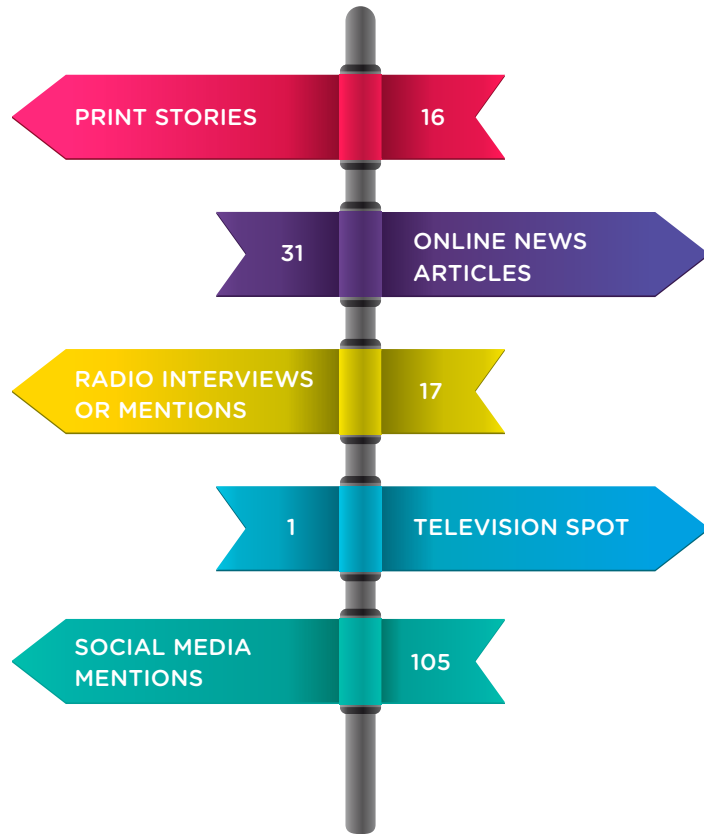 PRINT STORIES 16
31 ONLINE NEWS
ARTICLES
RADIO INTERVIEWS
OR MENTIONS 17
1 TELEVISION SPOT
SOCIAL MEDIA
MENTIONS 105